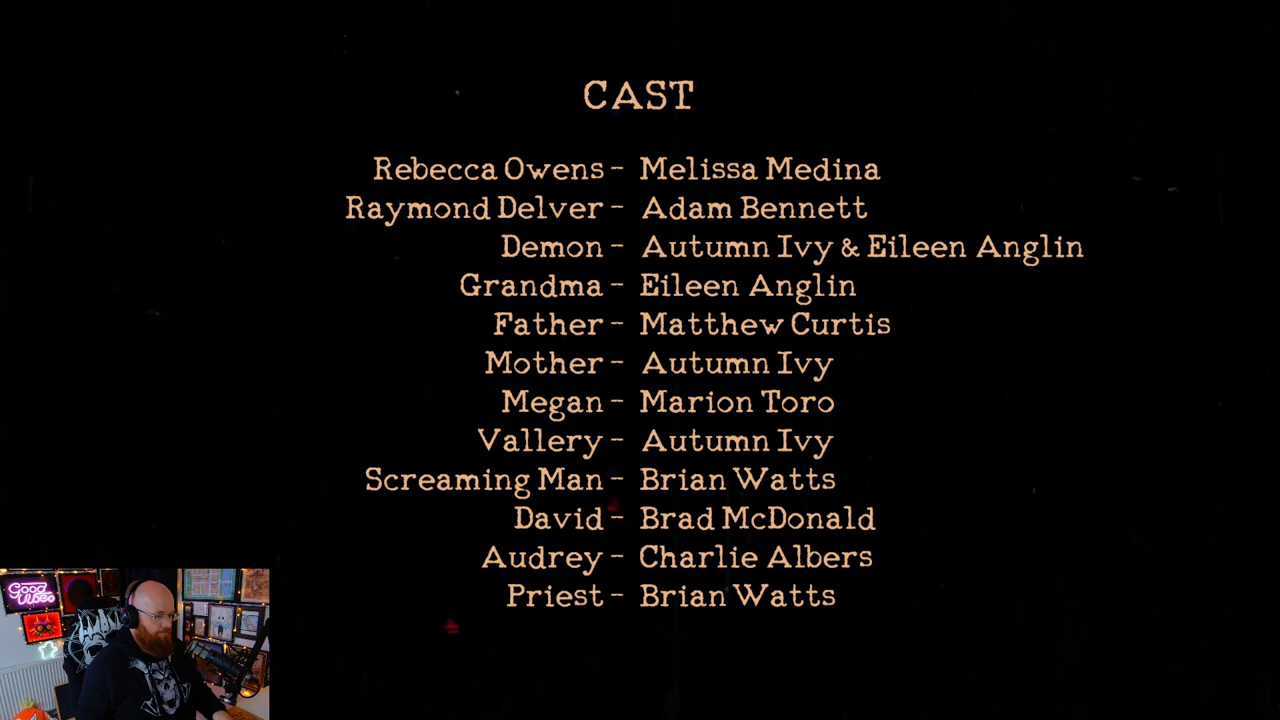 CAST
Rebecca Owens - Melissa Medina
Raymond Delver - Adam Bennett
Demon - Autumn Ivy & Eileen Anglin
Grandma - Eileen Anglin
Father - Matthew Curtis
Mother - Autumn Ivy
Megan - Marion Toro
Vallery - Autumn Ivy
Screaming Man - Brian Watts
David - Brad McDonald
Audrey - Charlie Albers
Priest - Brian Watts
Good
Vibes